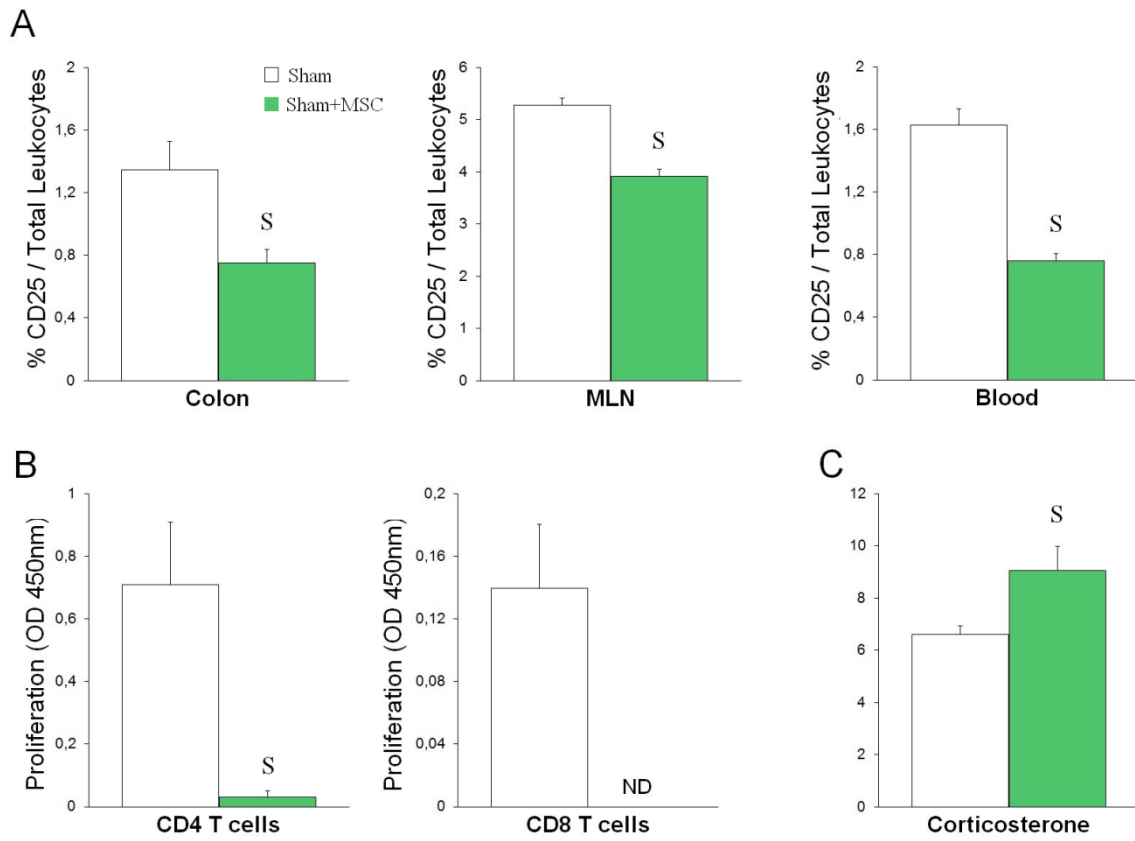 A
% CD25 / Total Leukocytes
2
1,6
1,2
0,8
0,4
0
Sham
Sham+MSC
S
Colon
% CD25 / Total Leukocytes
6
5
4
3
2
1
0
S
MLN
% CD25 / Total Leukocytes
2
1,6
1,2
0,8
0,4
0
S
Blood
B
Proliferation (OD 450nm)
1
0,8
0,6
0,4
0,2
0
S
CD4 T cells
Proliferation (OD 450nm)
0,2
0,16
0,12
0,08
0,04
0
ND
CD8 T cells
C
12
10
8
6
4
2
0
S
Corticosterone